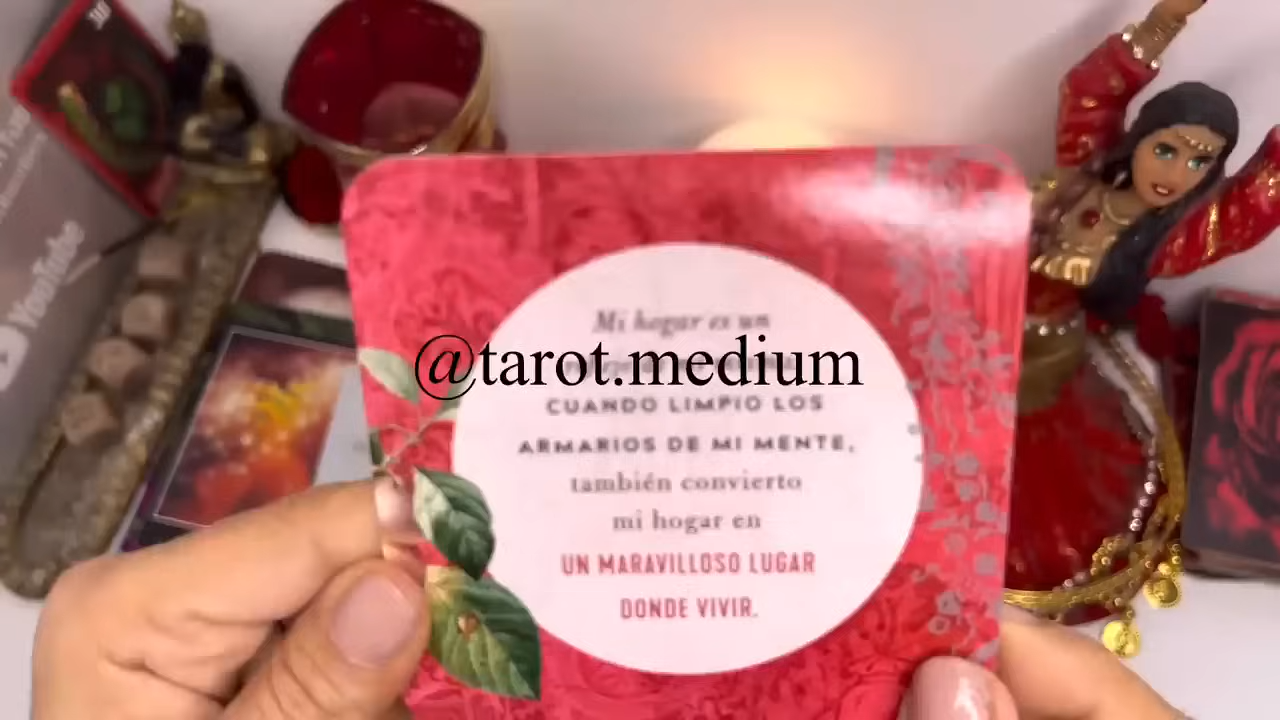 YouTube
Mi hogar es un
@tarot.medium
CUANDO LIMPIO LOS
ARMARIOS DE MI MENTE,
también convierto
mi hogar en
UN MARAVILLOSO LUGAR
DONDE VIVIR.